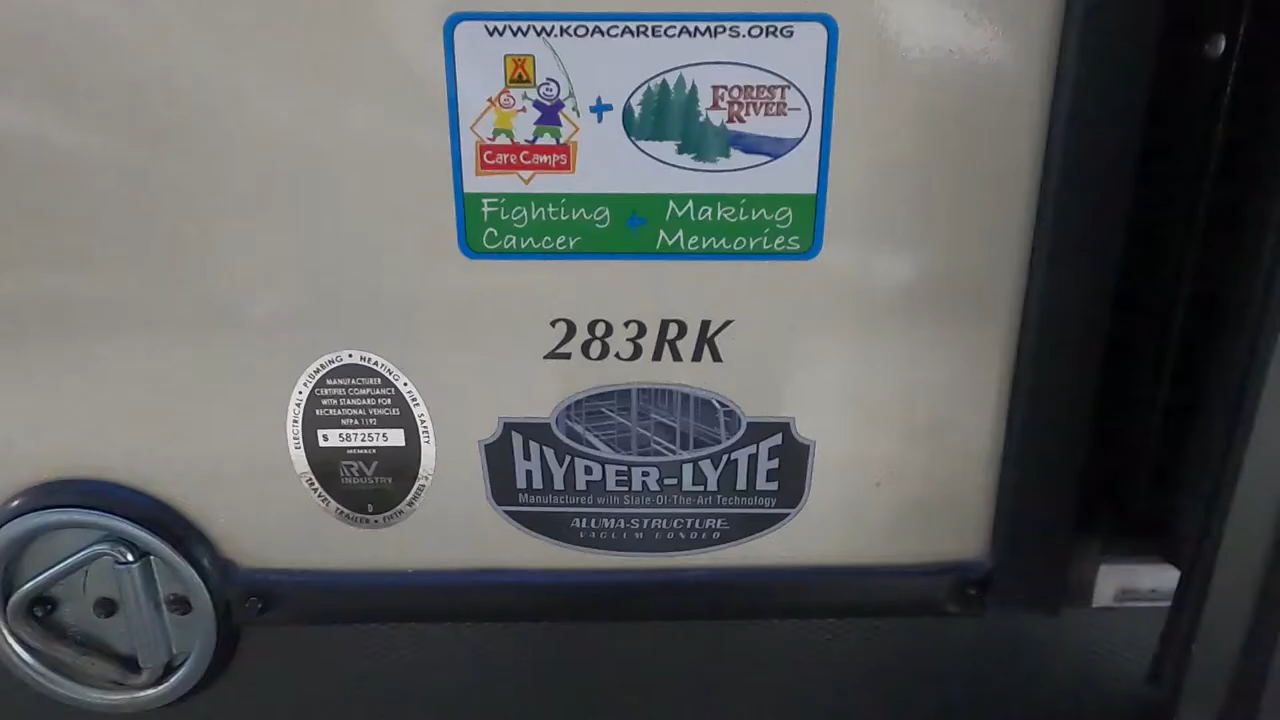 WWW.KOACARECAMPS.ORG
Care Camps
+
FOREST
RIVER
Fighting
Cancer
+
Making
Memories
283RK
ELECTRICAL • PLUMBING • HEATING • FIRE SAFETY
MANUFACTURER
CERTIFIES COMPLIANCE
WITH STANDARD FOR
RECREATIONAL VEHICLES
NFPA 1192
S 5872575
MEMBER
RV
INDUSTRY
D
TRAVEL TRAILER • FIFTH WHEEL
HYPER-LYTE
Manufactured with State-Of-The-Art Technology
ALUMA-STRUCTURE
VACUUM BONDED